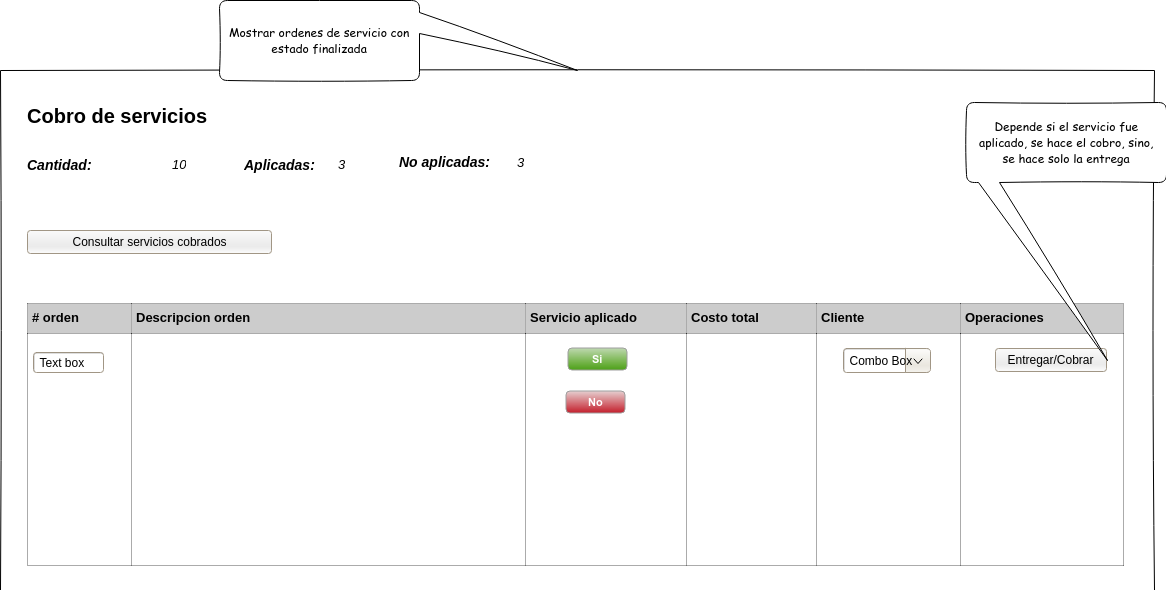 Mostrar ordenes de servicio con
estado finalizada
Cobro de servicios
Depende si el servicio fue
aplicado, se hace el cobro, sino,
se hace solo la entrega
Cantidad: 10 Aplicadas: 3 No aplicadas: 3
Consultar servicios cobrados
# orden Descripcion orden Servicio aplicado Costo total Cliente Operaciones
Text box Si Combo Box Entregar/Cobrar
No